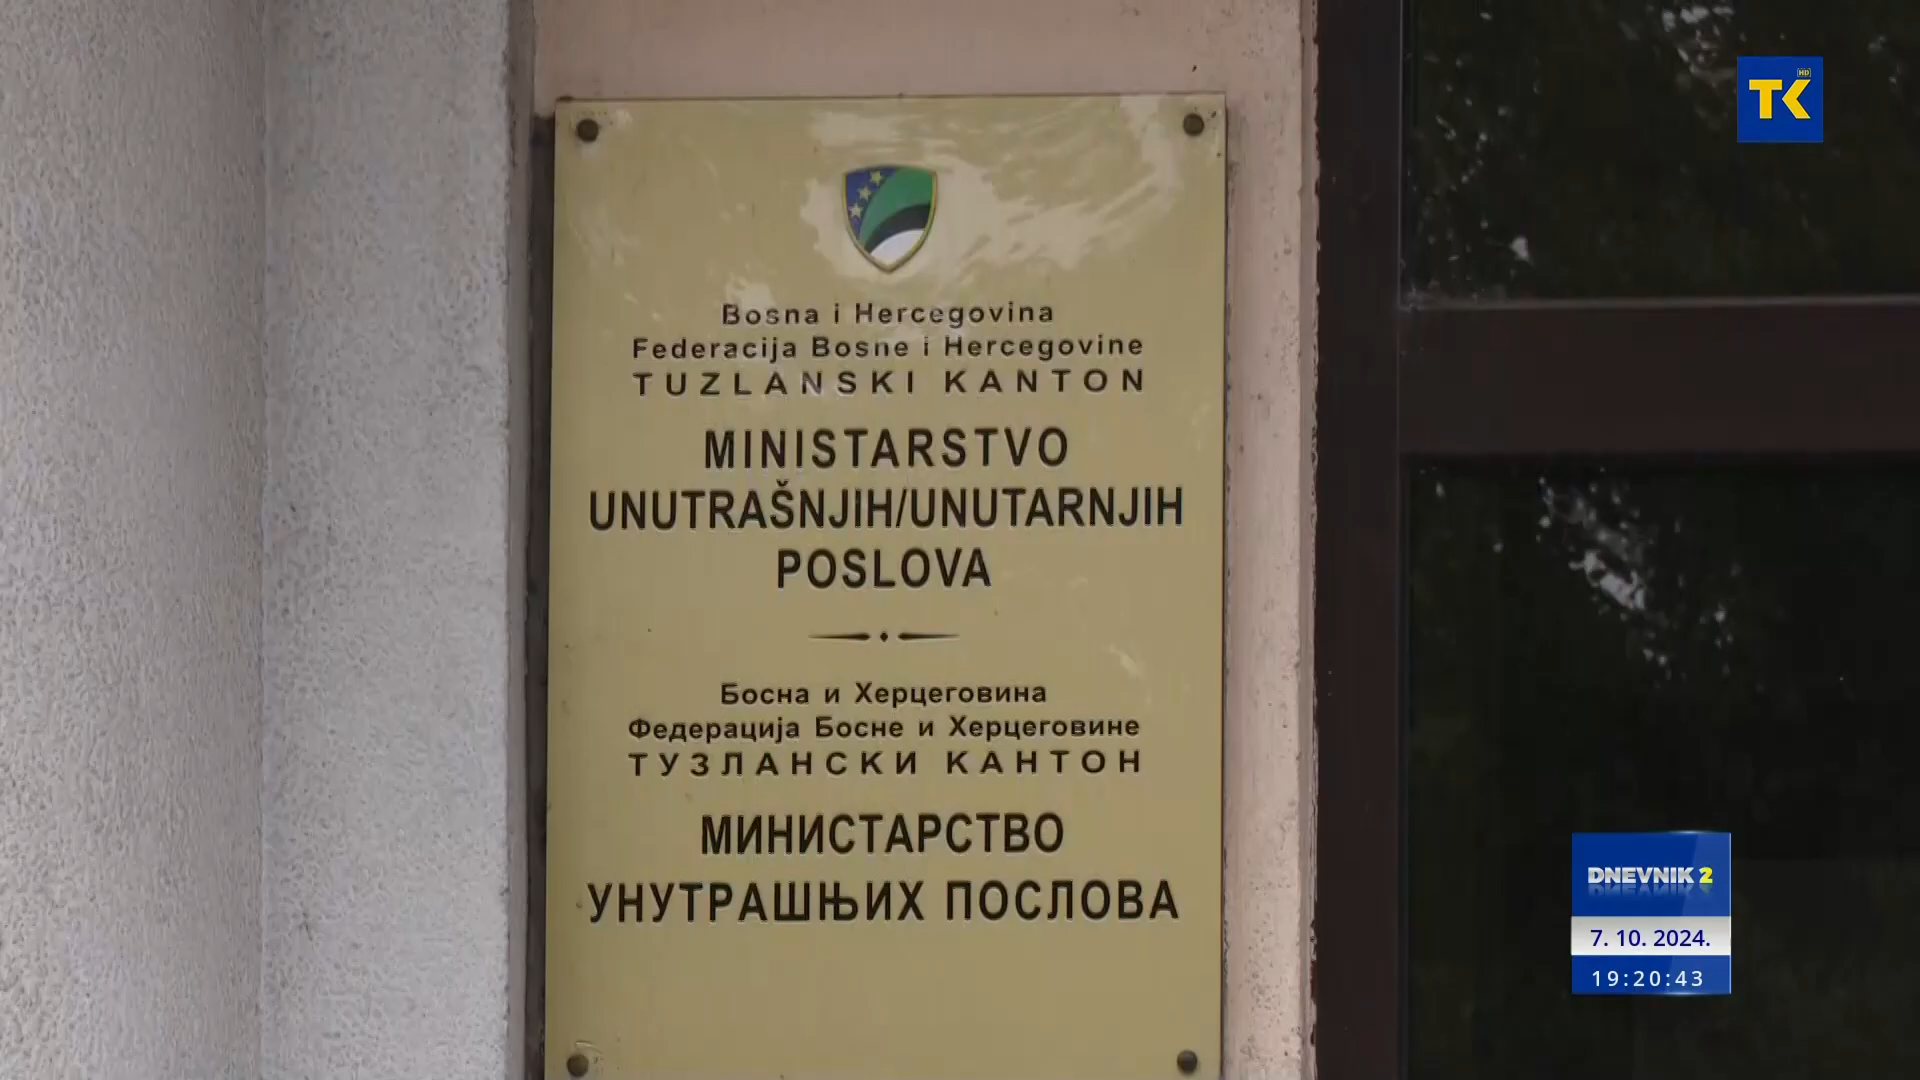 TK HD
Bosna i Hercegovina
Federacija Bosne i Hercegovine
TUZLANSKI KANTON
MINISTARSTVO
UNUTRAŠNJIH/UNUTARNJIH
POSLOVA
Босна и Херцеговина
Федерација Босне и Херцеговине
ТУЗЛАНСКИ КАНТОН
МИНИСТАРСТВО
УНУТРАШЊИХ ПОСЛОВА
DNEVNIK 2
7. 10. 2024.
19:20:43